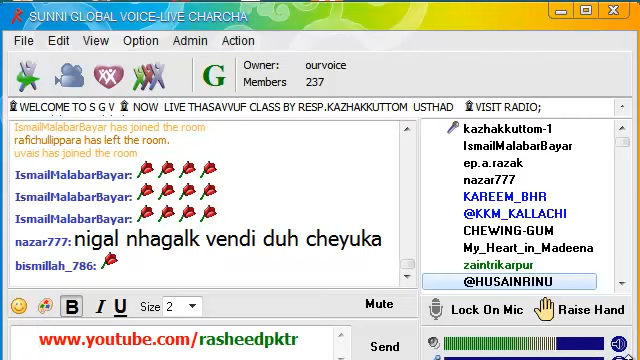 SUNNI GLOBAL VOICE-LIVE CHARCHA
File Edit View Option Admin Action
Owner: ourvoice
Members 237
G
WELCOME TO S G V NOW LIVE THASAVVUF CLASS BY RESP.KAZHAKKUTTOM USTHAD VISIT RADIO;
IsmailMalabarBayar has joined the room
rafichullippara has left the room.
uvais has joined the room
IsmailMalabarBayar:
IsmailMalabarBayar:
IsmailMalabarBayar:
nazar777: nigal nhagalk vendi duh cheyuka
bismillah_786:
kazhakkuttom-1
IsmailMalabarBayar
ep.a.razak
nazar777
KAREEM_BHR
@KKM_KALLACHI
CHEWING-GUM
My_Heart_in_Madeena
zaintrikarpur
@HUSAINRINU
B I U Size 2 Mute
Lock On Mic Raise Hand
www.youtube.com/rasheedpktr
Send